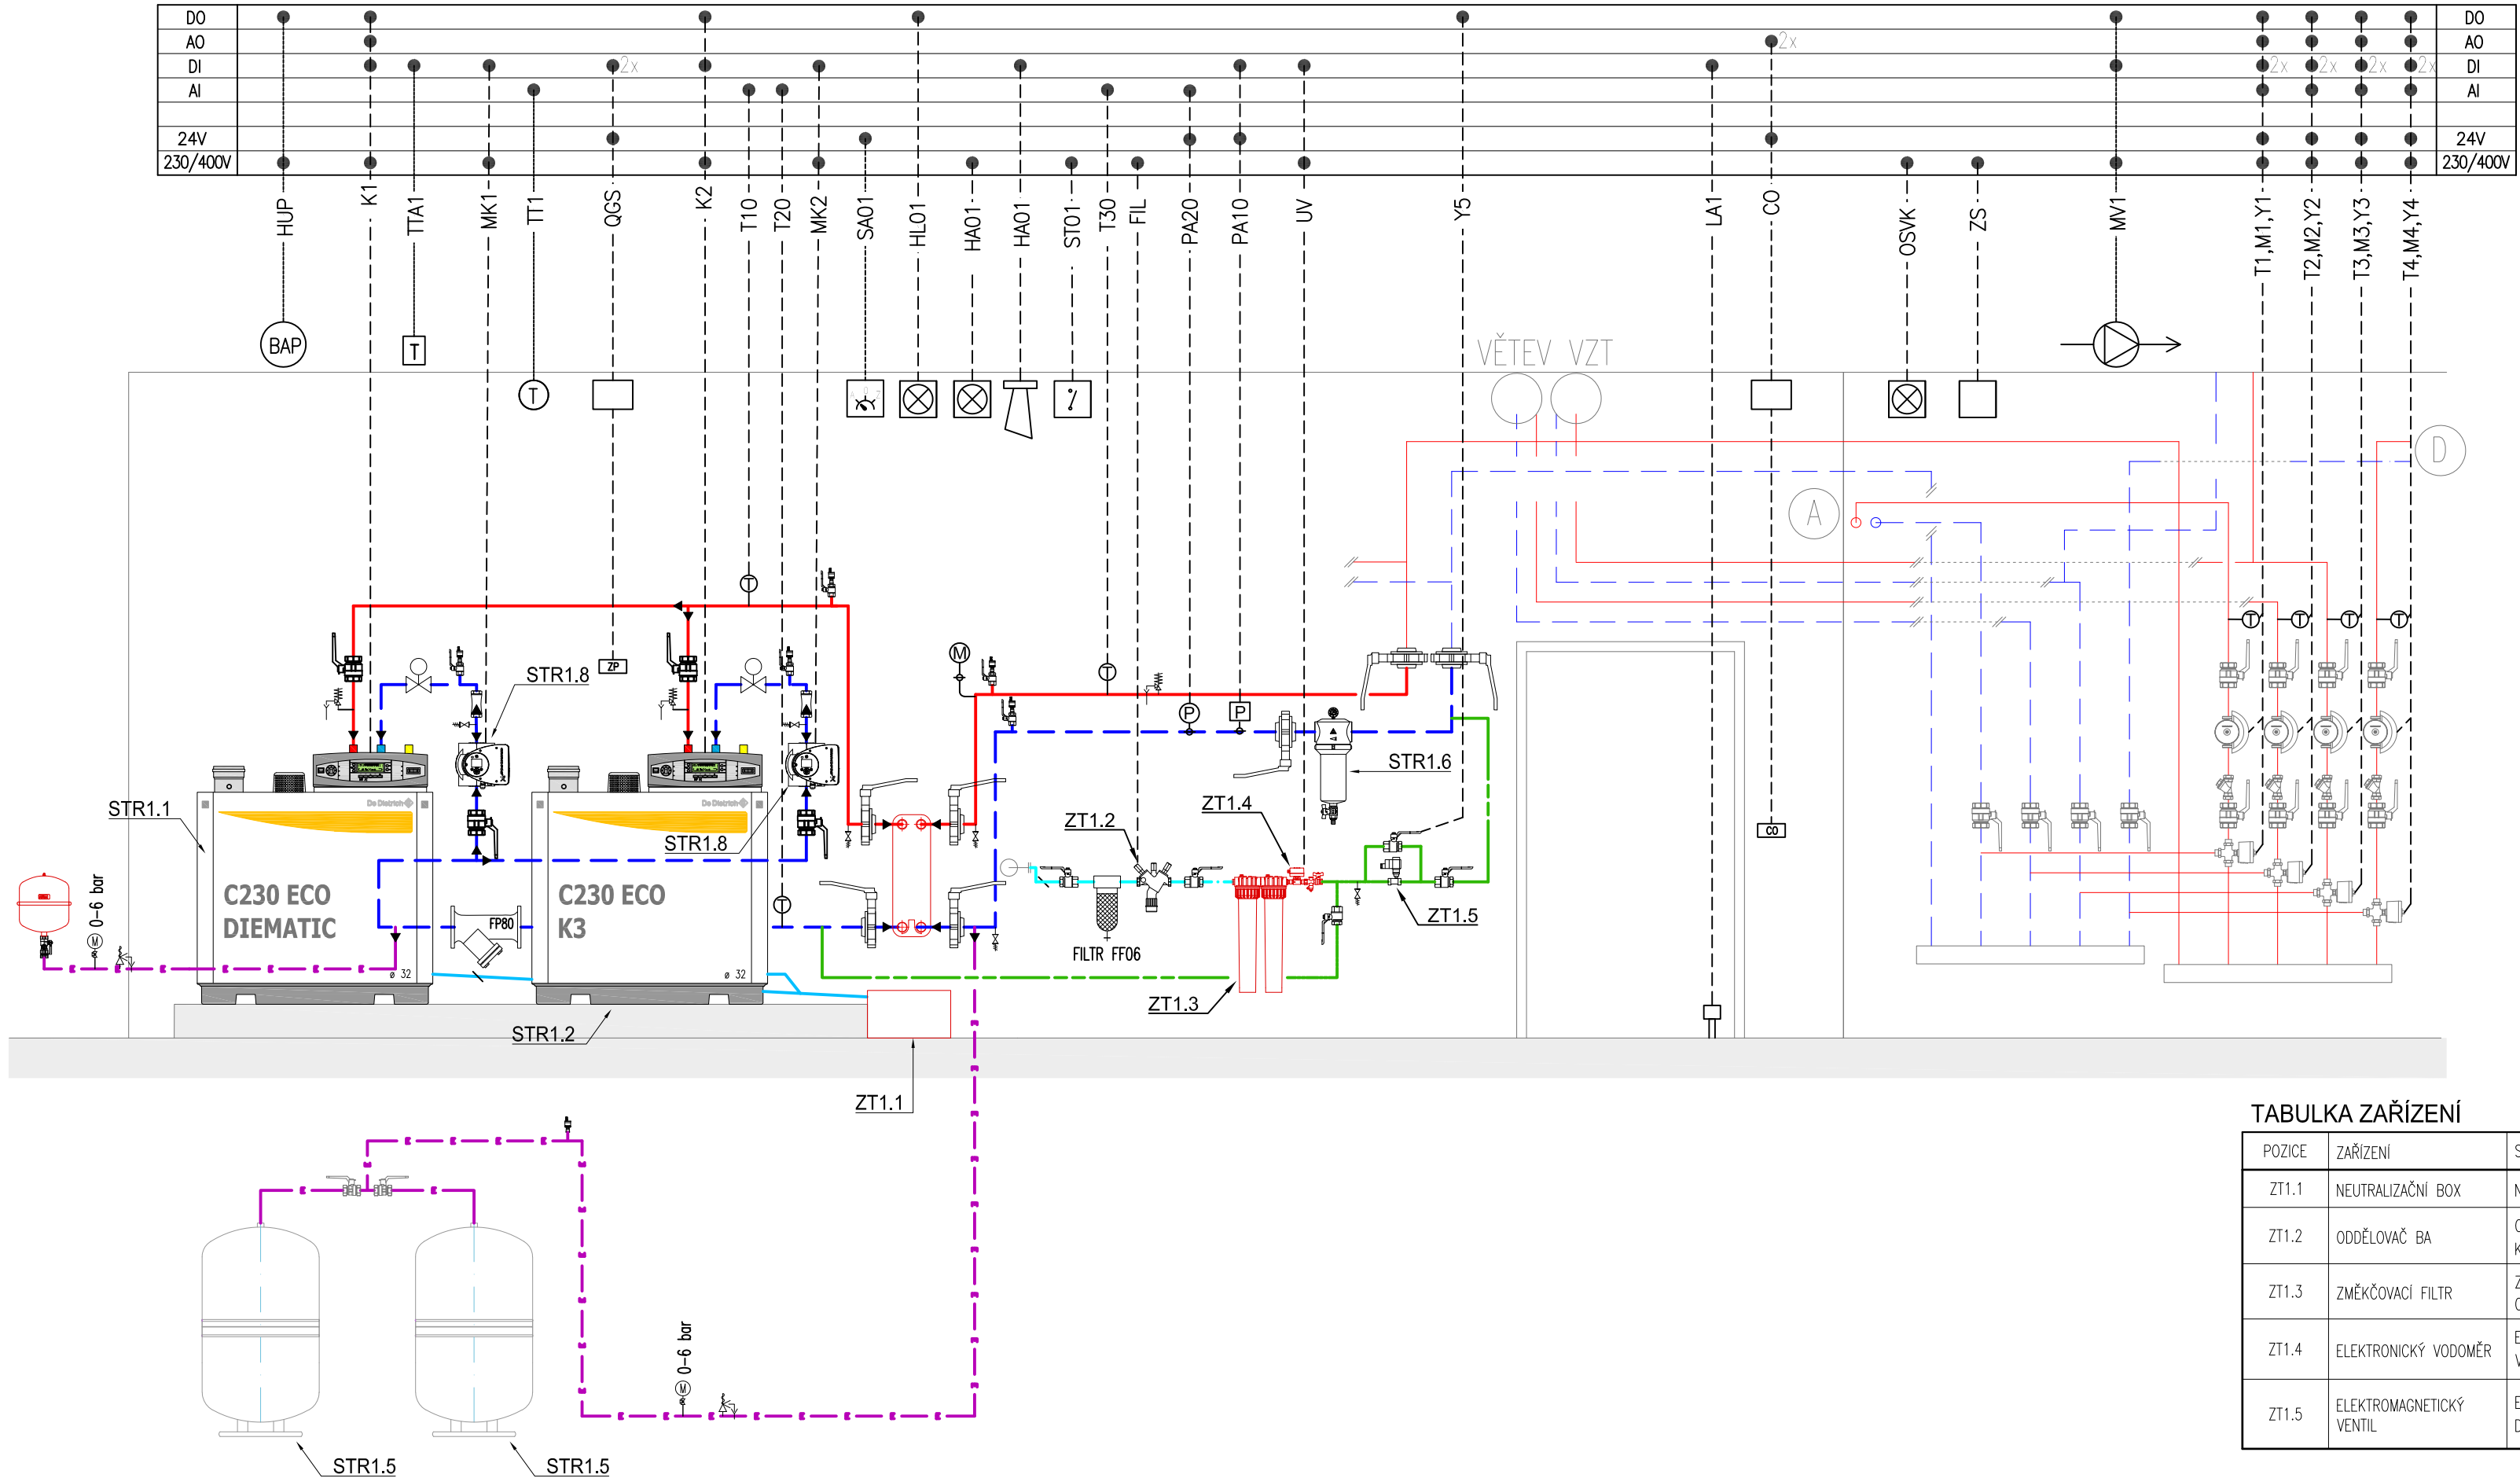 DO DO
AO 2x AO
DI 2x 2x 2x 2x 2x DI
AI AI
24V 24V
230/400V 230/400V
HUP
K1
TTA1
MK1
TT1
QGS
K2
T10
T20
MK2
SA01
HL01
HA01
HA01
ST01
T30
FIL
PA20
PA10
UV
Y5
LA1
CO
OSVK
ZS
MV1
T1,M1,Y1
T2,M2,Y2
T3,M3,Y3
T4,M4,Y4
BAP
T
T
VĚTEV VZT
D
A
T
ZP
STR1.8
M
T
T T T T
P
P
STR1.6
De Dietrich
De Dietrich
STR1.1
STR1.8
ZT1.4
ZT1.2
CO
C230 ECO
DIEMATIC
C230 ECO
K3
M 0-6 bar
FP80
T
ZT1.5
FILTR FF06
ø 32
ø 32
ZT1.3
STR1.2
ZT1.1
M 0-6 bar
STR1.5
STR1.5
TABULKA ZAŘÍZENÍ
POZICE ZAŘÍZENÍ
ZT1.1 NEUTRALIZAČNÍ BOX
ZT1.2 ODDĚLOVAČ BA
ZT1.3 ZMĚKČOVACÍ FILTR
ZT1.4 ELEKTRONICKÝ VODOMĚR
ZT1.5 ELEKTROMAGNETICKÝ
VENTIL